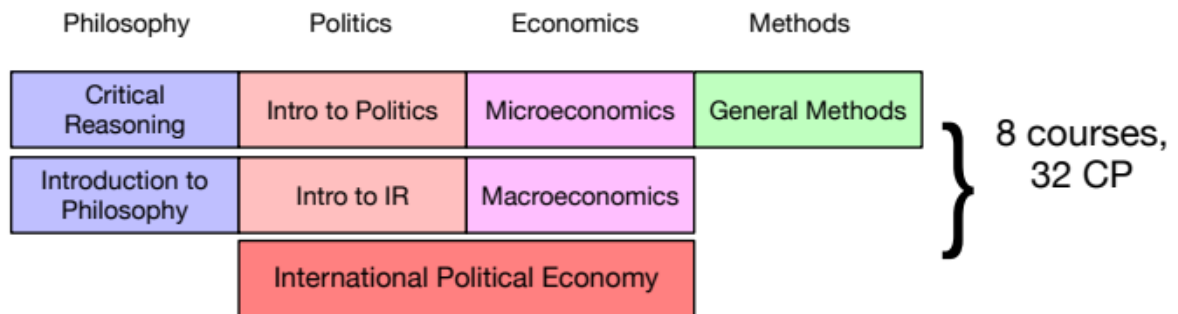 Philosophy Politics Economics Methods
Critical
Reasoning
Intro to Politics
Microeconomics
General Methods
8 courses,
32 CP
Introduction to
Philosophy
Intro to IR
Macroeconomics
International Political Economy